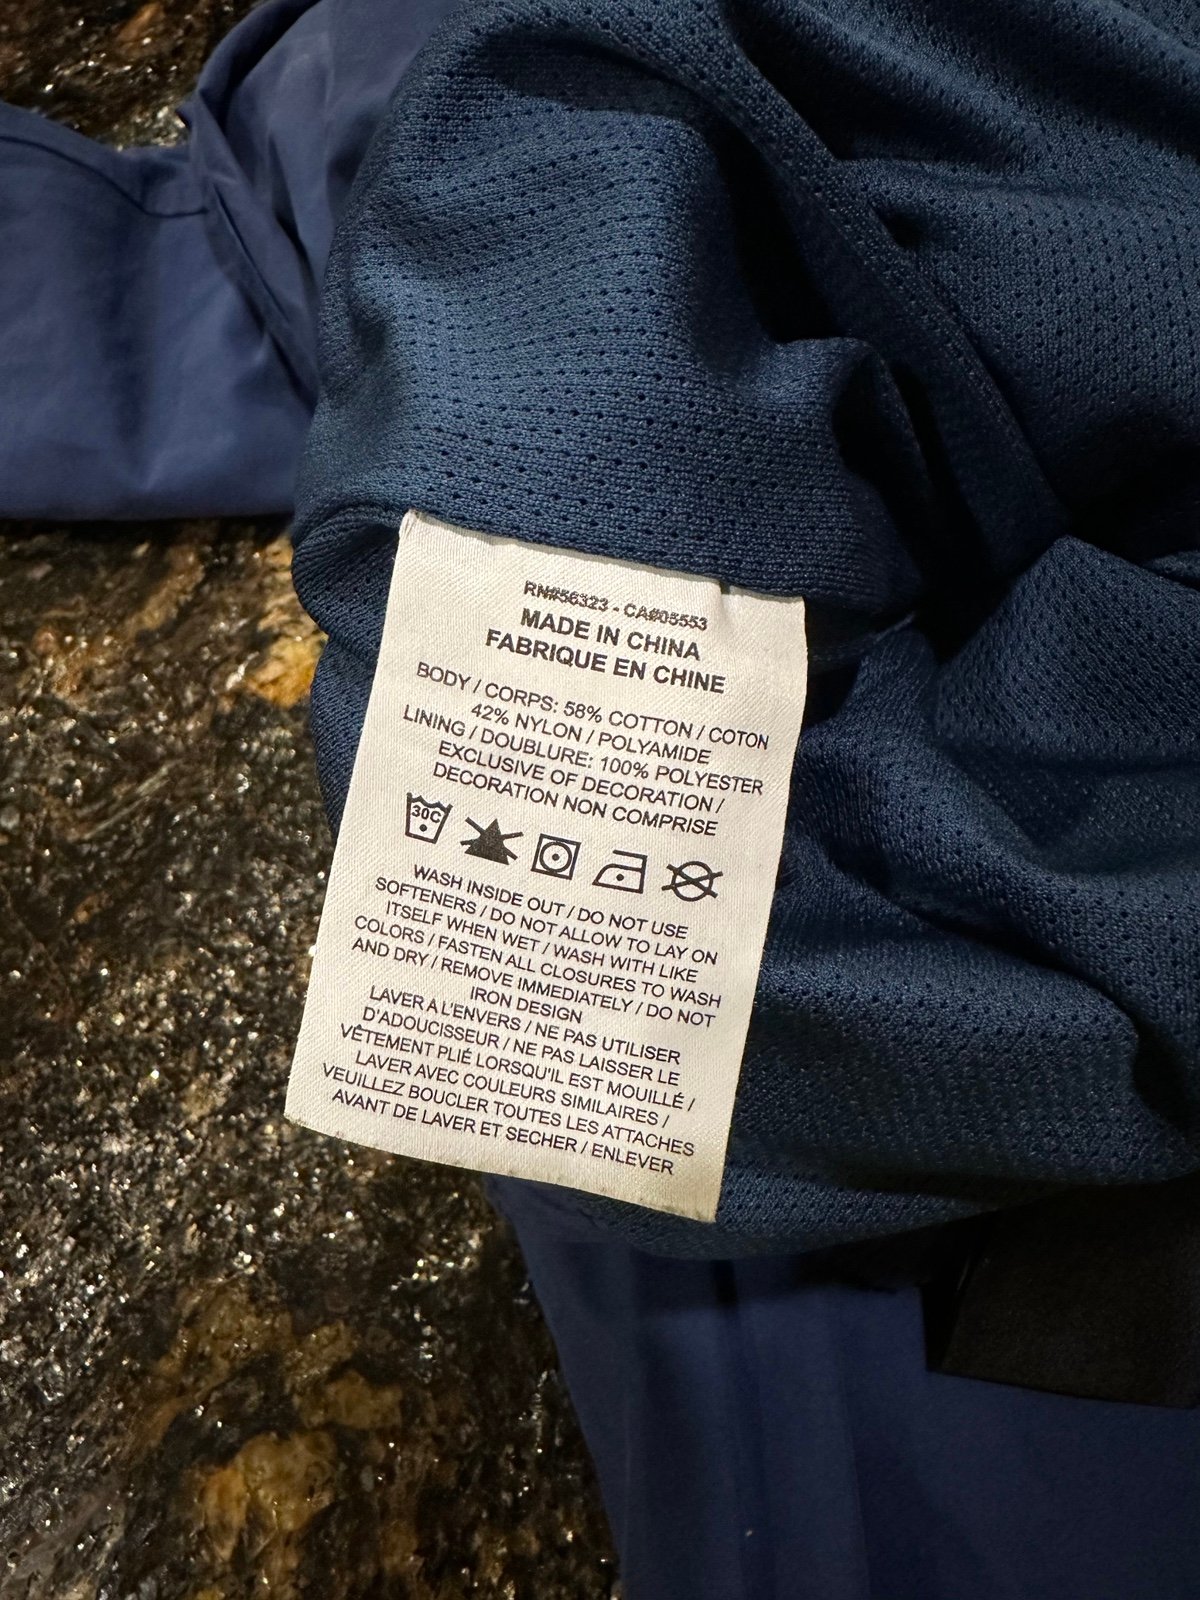 RN#56323 - CA#05553
MADE IN CHINA
FABRIQUE EN CHINE
BODY / CORPS: 58% COTTON / COTON
42% NYLON / POLYAMIDE
LINING / DOUBLURE: 100% POLYESTER
EXCLUSIVE OF DECORATION /
DECORATION NON COMPRISE
30C
WASH INSIDE OUT / DO NOT USE
SOFTENERS / DO NOT ALLOW TO LAY ON
ITSELF WHEN WET / WASH WITH LIKE
COLORS / FASTEN ALL CLOSURES TO WASH
AND DRY / REMOVE IMMEDIATELY / DO NOT
IRON DESIGN
LAVER A L'ENVERS / NE PAS UTILISER
D'ADOUCISSEUR / NE PAS LAISSER LE
VÊTEMENT PLIÉ LORSQU'IL EST MOUILLÉ /
LAVER AVEC COULEURS SIMILAIRES /
VEUILLEZ BOUCLER TOUTES LES ATTACHES
AVANT DE LAVER ET SECHER / ENLEVER